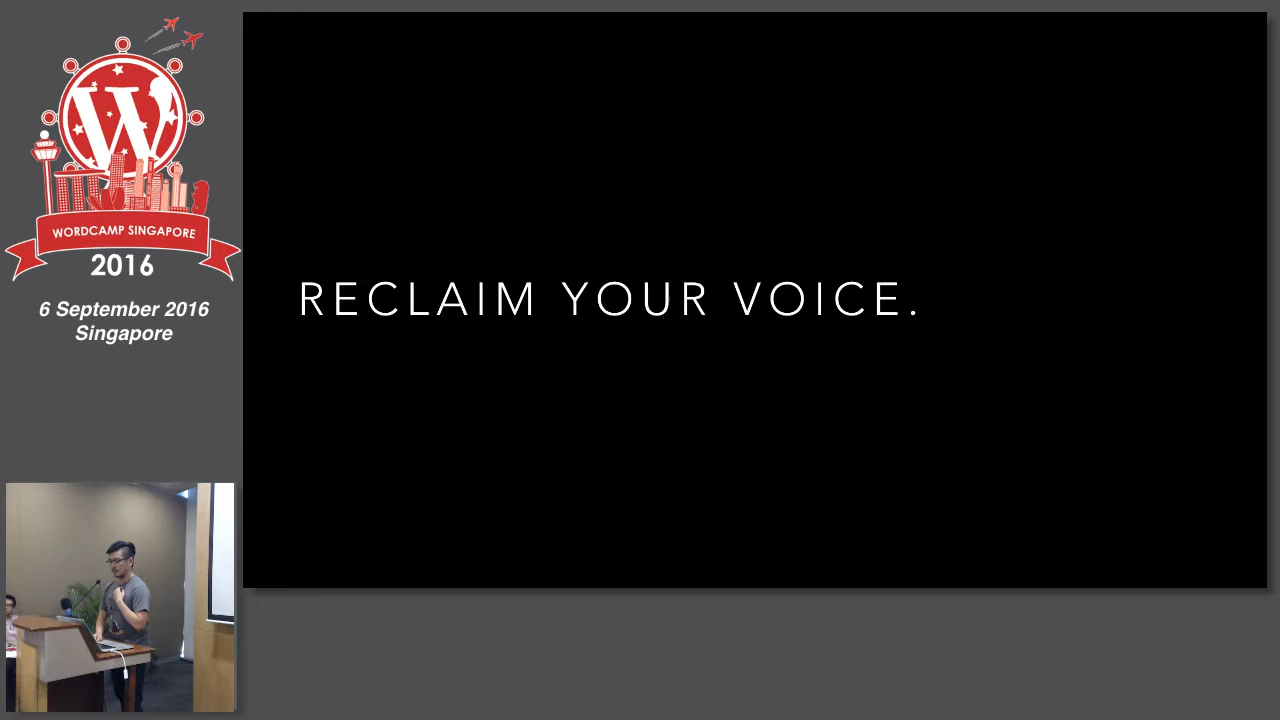 W
WORDCAMP SINGAPORE
2016
6 September 2016
Singapore
RECLAIM YOUR VOICE.